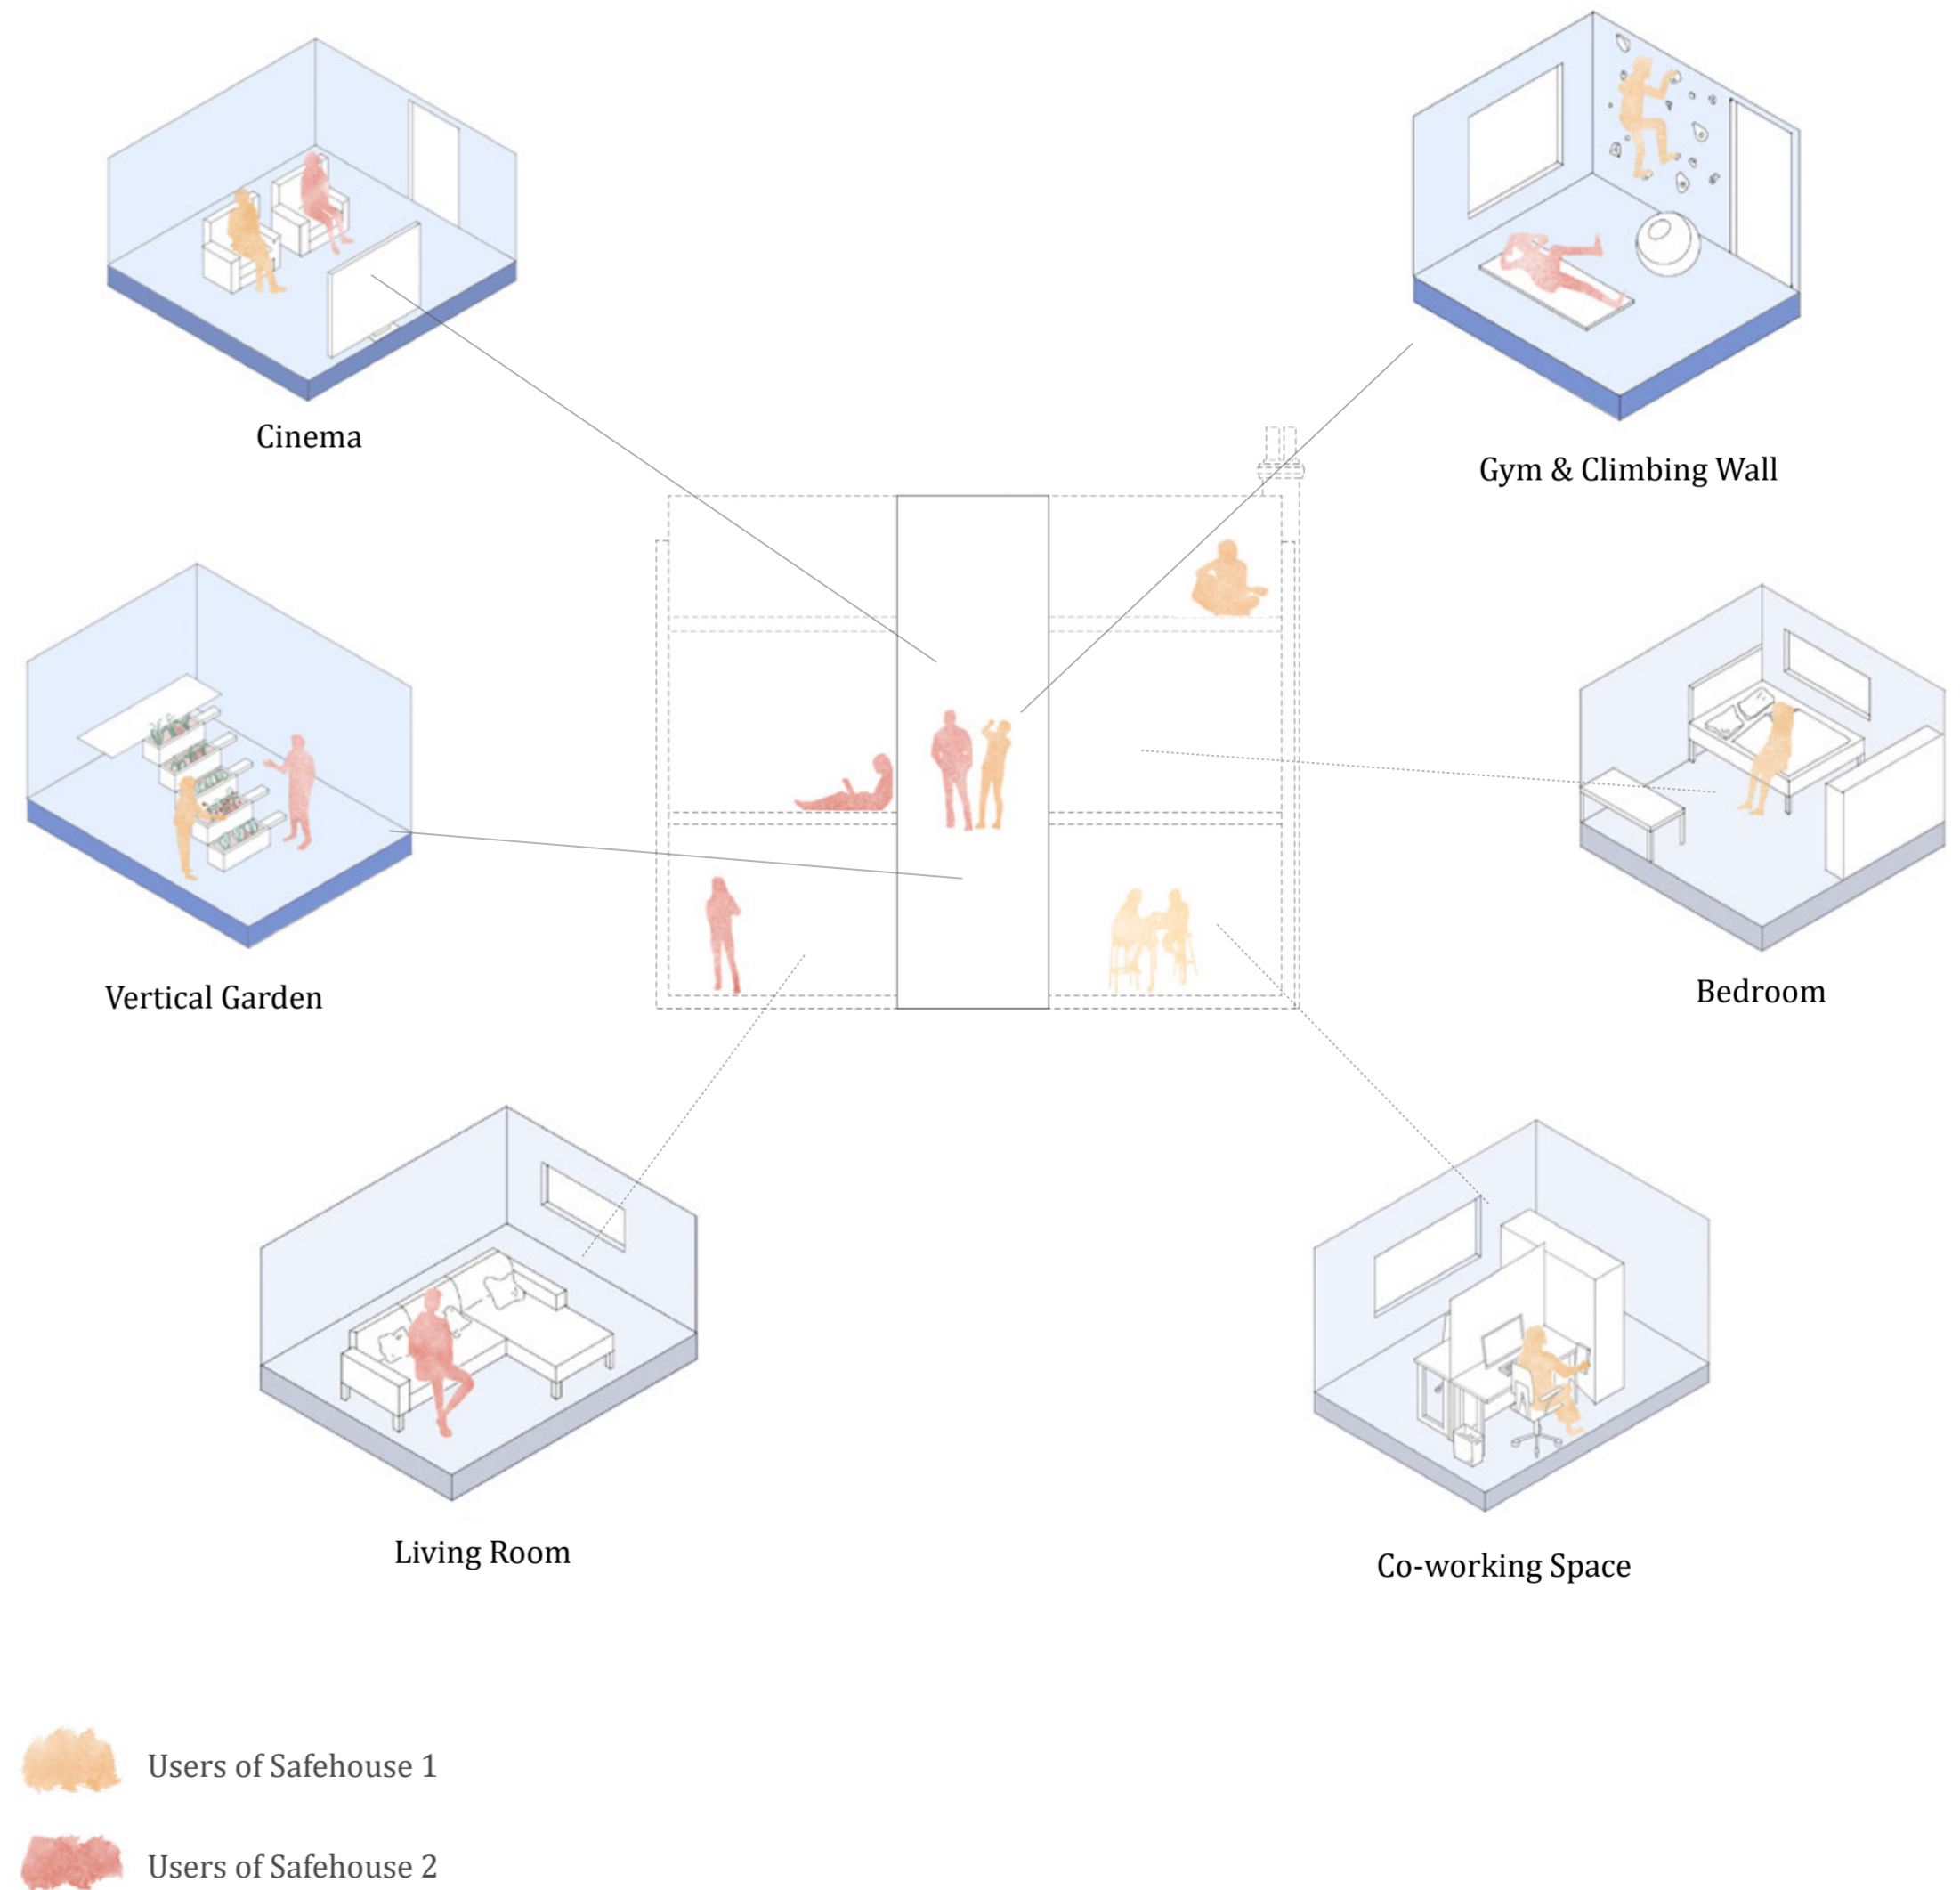 Cinema
Gym & Climbing Wall
Vertical Garden
Bedroom
Living Room
Co-working Space
Users of Safehouse 1
Users of Safehouse 2